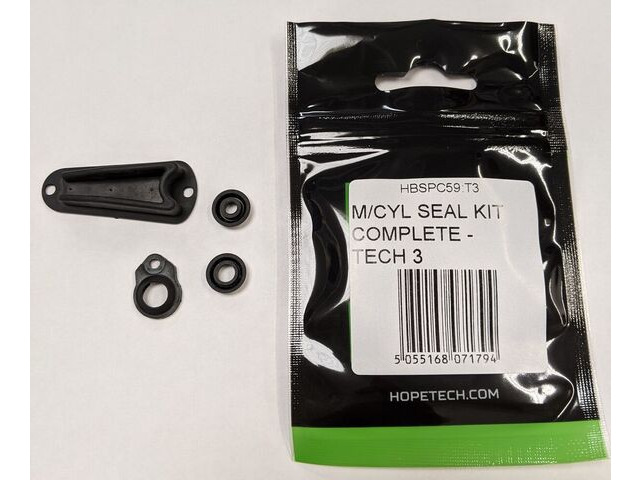 HBSPC59:T3
M/CYL SEAL KIT
COMPLETE -
TECH 3
5 055168 071794
HOPETECH.COM